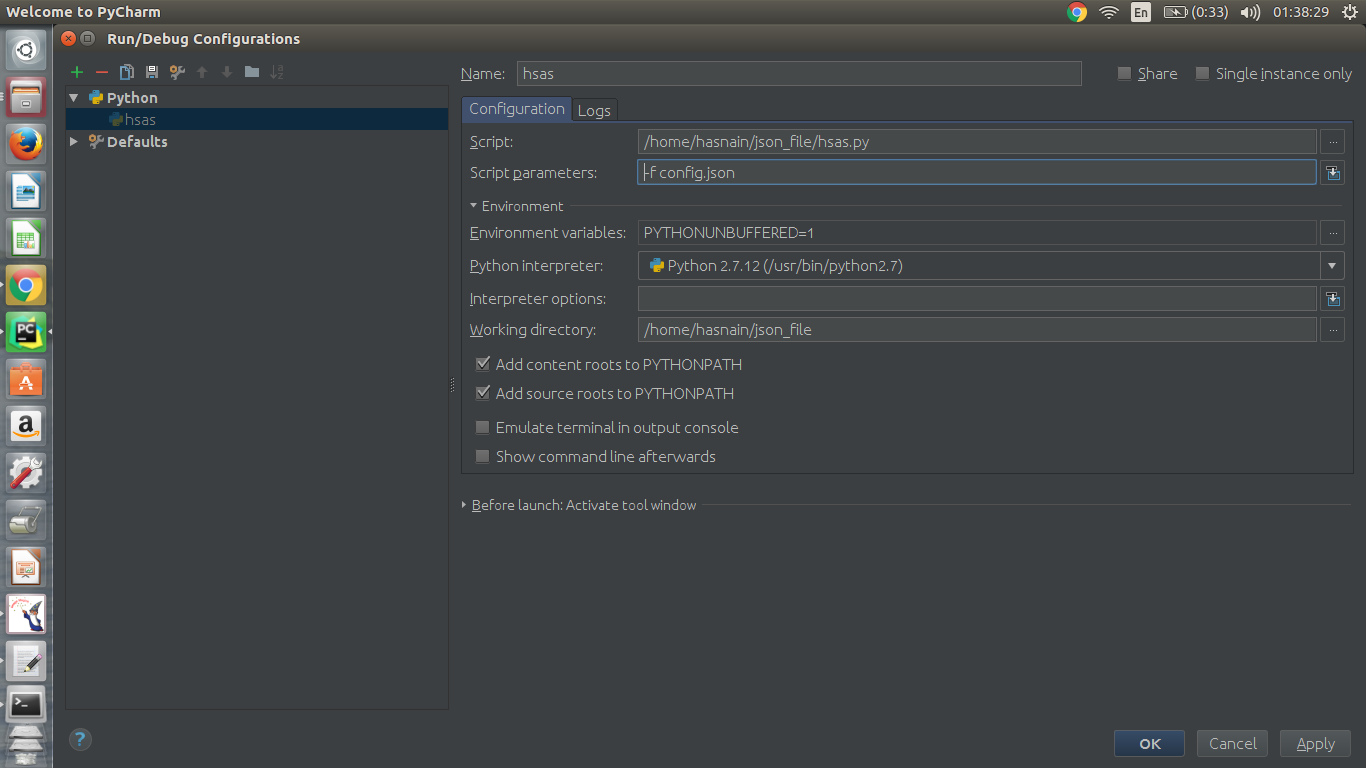 Welcome to PyCharm
En
(0:33)
01:38:29
Run/Debug Configurations
Name:
hsas
Share
Single instance only
Python
hsas
Defaults
Configuration
Logs
Script:
/home/hasnain/json_file/hsas.py
...
Script parameters:
-f config.json
Environment
Environment variables:
PYTHONUNBUFFERED=1
...
Python interpreter:
Python 2.7.12 (/usr/bin/python2.7)
Interpreter options:
Working directory:
/home/hasnain/json_file
...
Add content roots to PYTHONPATH
Add source roots to PYTHONPATH
Emulate terminal in output console
Show command line afterwards
Before launch: Activate tool window
PC
A
a
>_
?
OK
Cancel
Apply